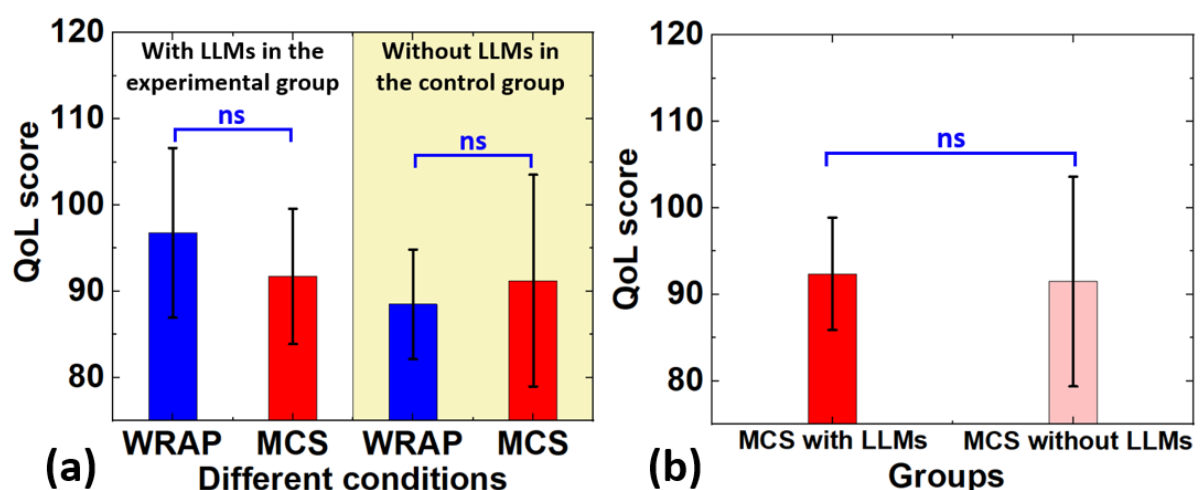 120
110
100
90
80
QoL score
With LLMs in the
experimental group
Without LLMs in
the control group
ns
ns
WRAP
MCS
WRAP
MCS
(a)
Different conditions
120
110
100
90
80
QoL score
ns
MCS with LLMs
MCS without LLMs
(b)
Groups